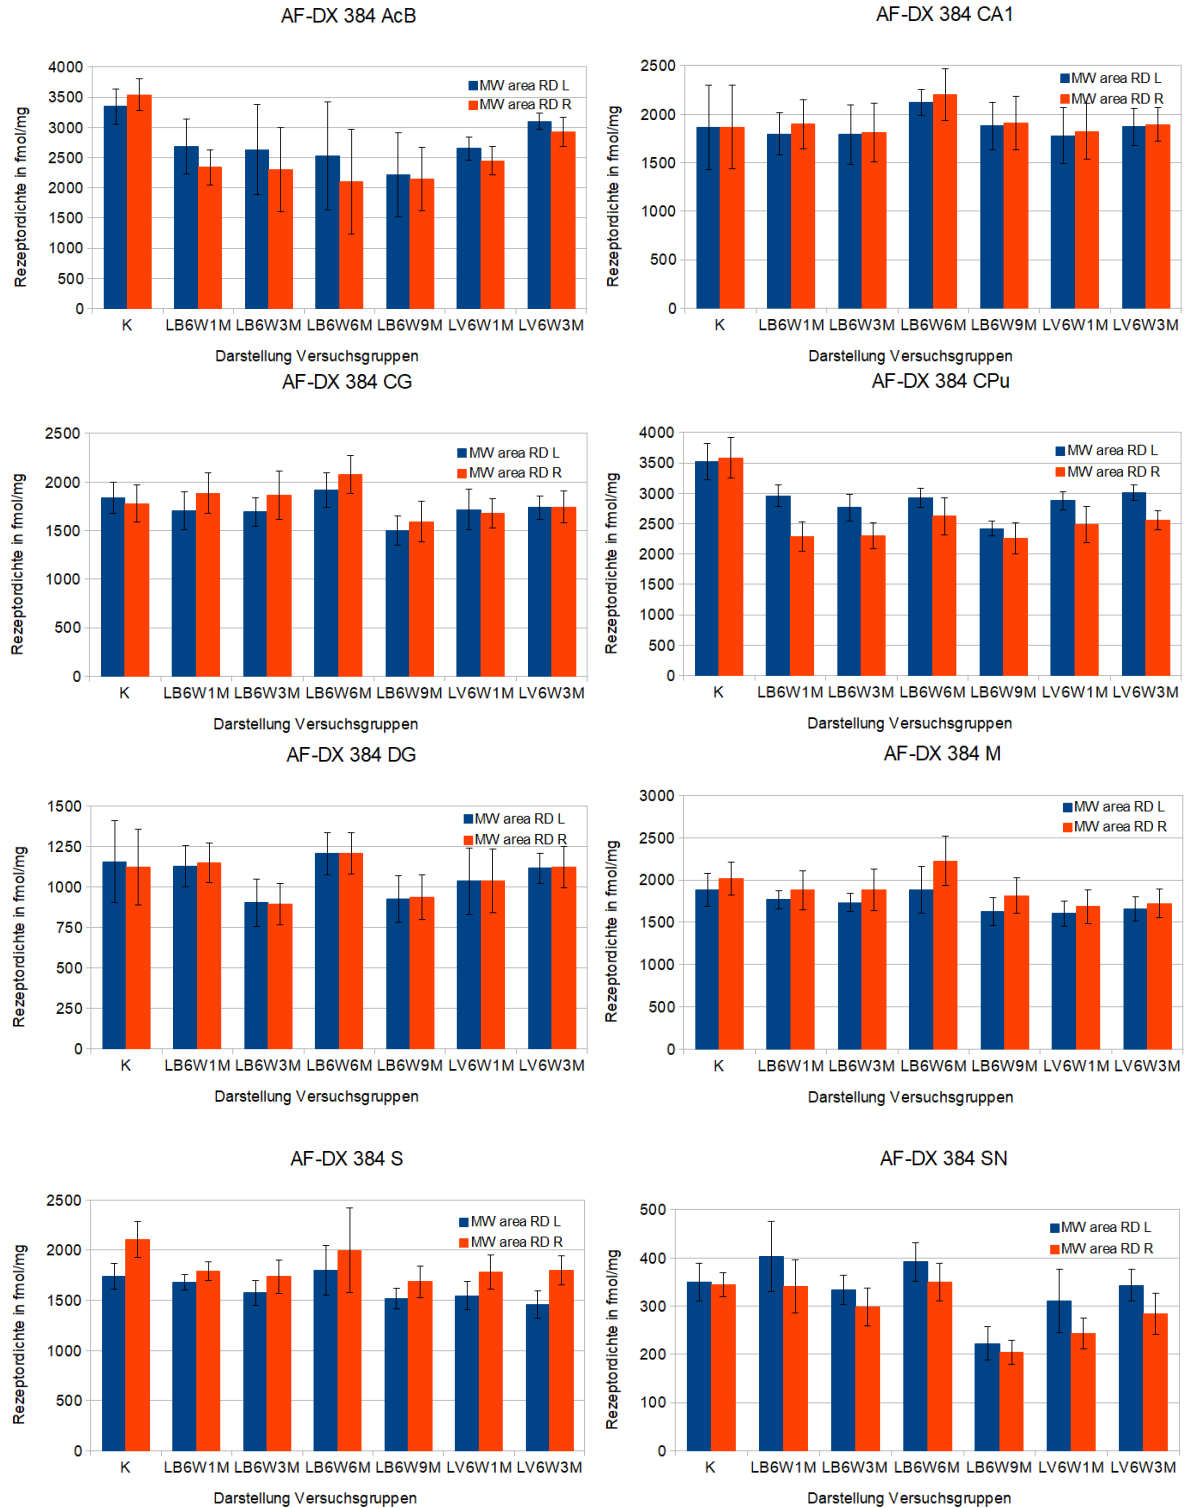 AF-DX 384 AcB
Rezeptordichte in fmol/mg
4000
3500
3000
2500
2000
1500
1000
500
0
MW area RD L
MW area RD R
K LB6W1M LB6W3M LB6W6M LB6W9M LV6W1M LV6W3M
Darstellung Versuchsgruppen
AF-DX 384 CA1
Rezeptordichte in fmol/mg
2500
2000
1500
1000
500
0
MW area RD L
MW area RD R
K LB6W1M LB6W3M LB6W6M LB6W9M LV6W1M LV6W3M
Darstellung Versuchsgruppen
AF-DX 384 CG
Rezeptordichte in fmol/mg
2500
2000
1500
1000
500
0
MW area RD L
MW area RD R
K LB6W1M LB6W3M LB6W6M LB6W9M LV6W1M LV6W3M
Darstellung Versuchsgruppen
AF-DX 384 CPu
Rezeptordichte in fmol/mg
4000
3500
3000
2500
2000
1500
1000
500
0
MW area RD L
MW area RD R
K LB6W1M LB6W3M LB6W6M LB6W9M LV6W1M LV6W3M
Darstellung Versuchsgruppen
AF-DX 384 DG
Rezeptordichte in fmol/mg
1500
1250
1000
750
500
250
0
MW area RD L
MW area RD R
K LB6W1M LB6W3M LB6W6M LB6W9M LV6W1M LV6W3M
Darstellung Versuchsgruppen
AF-DX 384 M
Rezeptordichte in fmol/mg
3000
2500
2000
1500
1000
500
0
MW area RD L
MW area RD R
K LB6W1M LB6W3M LB6W6M LB6W9M LV6W1M LV6W3M
Darstellung Versuchsgruppen
AF-DX 384 S
Rezeptordichte in fmol/mg
2500
2000
1500
1000
500
0
MW area RD L
MW area RD R
K LB6W1M LB6W3M LB6W6M LB6W9M LV6W1M LV6W3M
Darstellung Versuchsgruppen
AF-DX 384 SN
Rezeptordichte in fmol/mg
500
400
300
200
100
0
MW area RD L
MW area RD R
K LB6W1M LB6W3M LB6W6M LB6W9M LV6W1M LV6W3M
Darstellung Versuchsgruppen